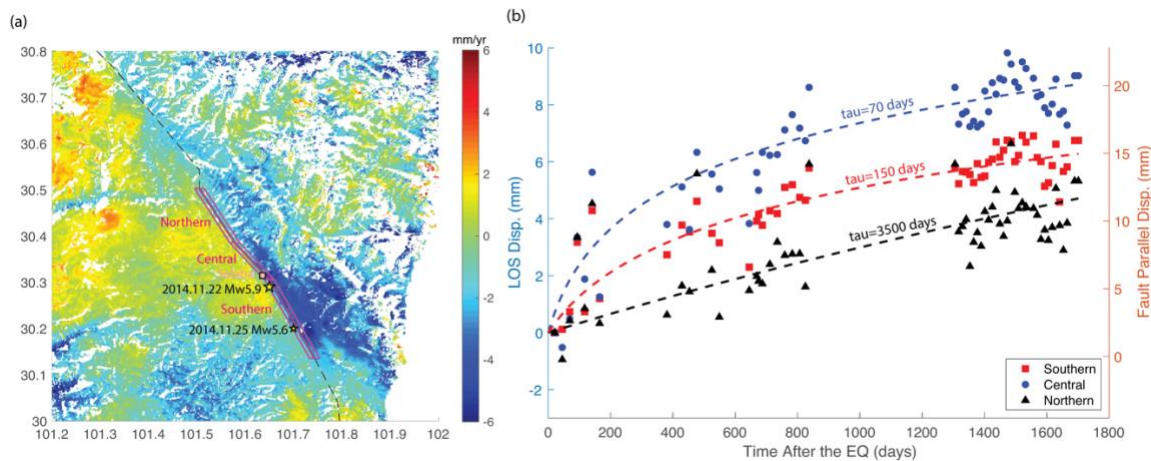 (a)
mm/yr
30.8
30.7
30.6
30.5
30.4
30.3
30.2
30.1
30
101.2 101.3 101.4 101.5 101.6 101.7 101.8 101.9 102
6
4
2
0
-2
-4
-6
Northern
Central
2014.11.22 Mw5.9
Southern
2014.11.25 Mw5.6
(b)
LOS Disp. (mm)
10
8
6
4
2
0
-2
tau=70 days
tau=150 days
tau=3500 days
Southern
Central
Northern
0 200 400 600 800 1000 1200 1400 1600 1800
Time After the EQ (days)
20
15
10
5
0
Fault Parallel Disp. (mm)